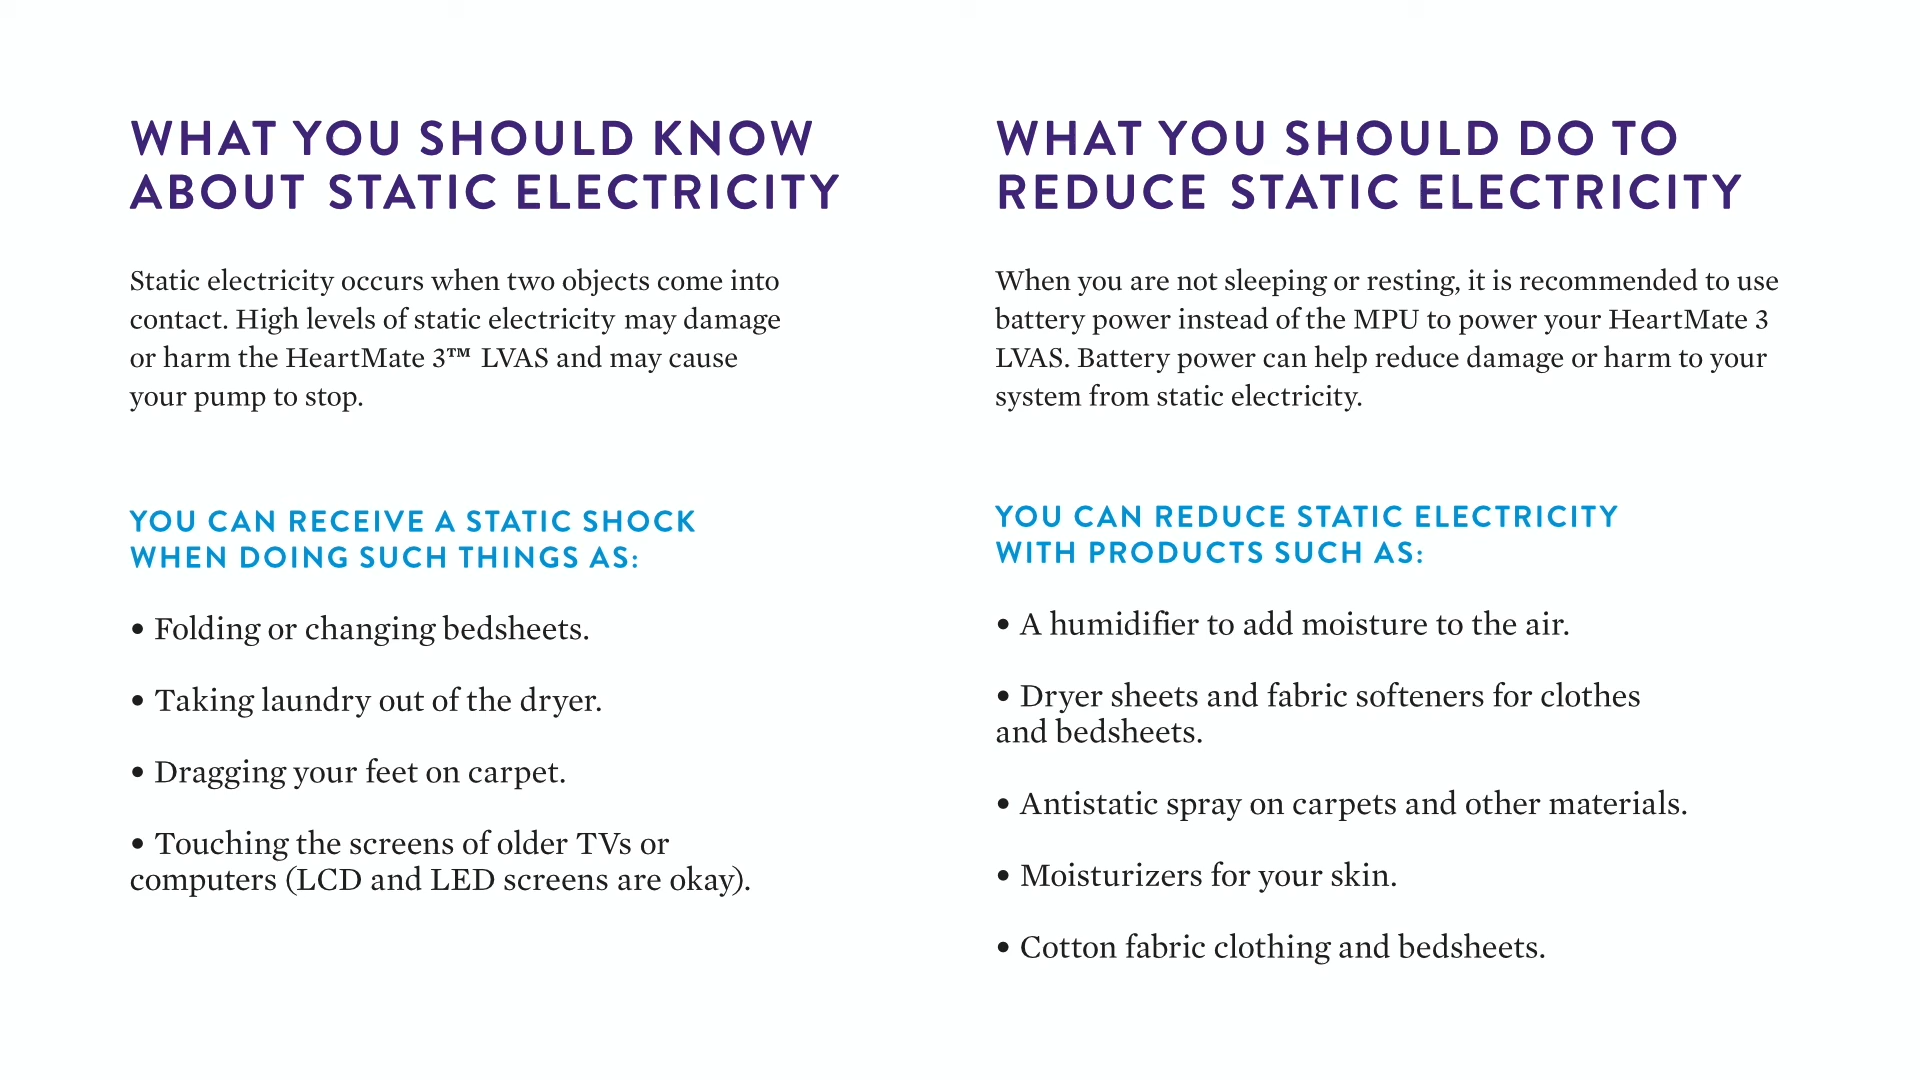 WHAT YOU SHOULD KNOW
ABOUT STATIC ELECTRICITY
Static electricity occurs when two objects come into
contact. High levels of static electricity may damage
or harm the HeartMate 3™ LVAS and may cause
your pump to stop.
YOU CAN RECEIVE A STATIC SHOCK
WHEN DOING SUCH THINGS AS:
• Folding or changing bedsheets.
• Taking laundry out of the dryer.
• Dragging your feet on carpet.
• Touching the screens of older TVs or
computers (LCD and LED screens are okay).
WHAT YOU SHOULD DO TO
REDUCE STATIC ELECTRICITY
When you are not sleeping or resting, it is recommended to use
battery power instead of the MPU to power your HeartMate 3
LVAS. Battery power can help reduce damage or harm to your
system from static electricity.
YOU CAN REDUCE STATIC ELECTRICITY
WITH PRODUCTS SUCH AS:
• A humidifier to add moisture to the air.
• Dryer sheets and fabric softeners for clothes
and bedsheets.
• Antistatic spray on carpets and other materials.
• Moisturizers for your skin.
• Cotton fabric clothing and bedsheets.